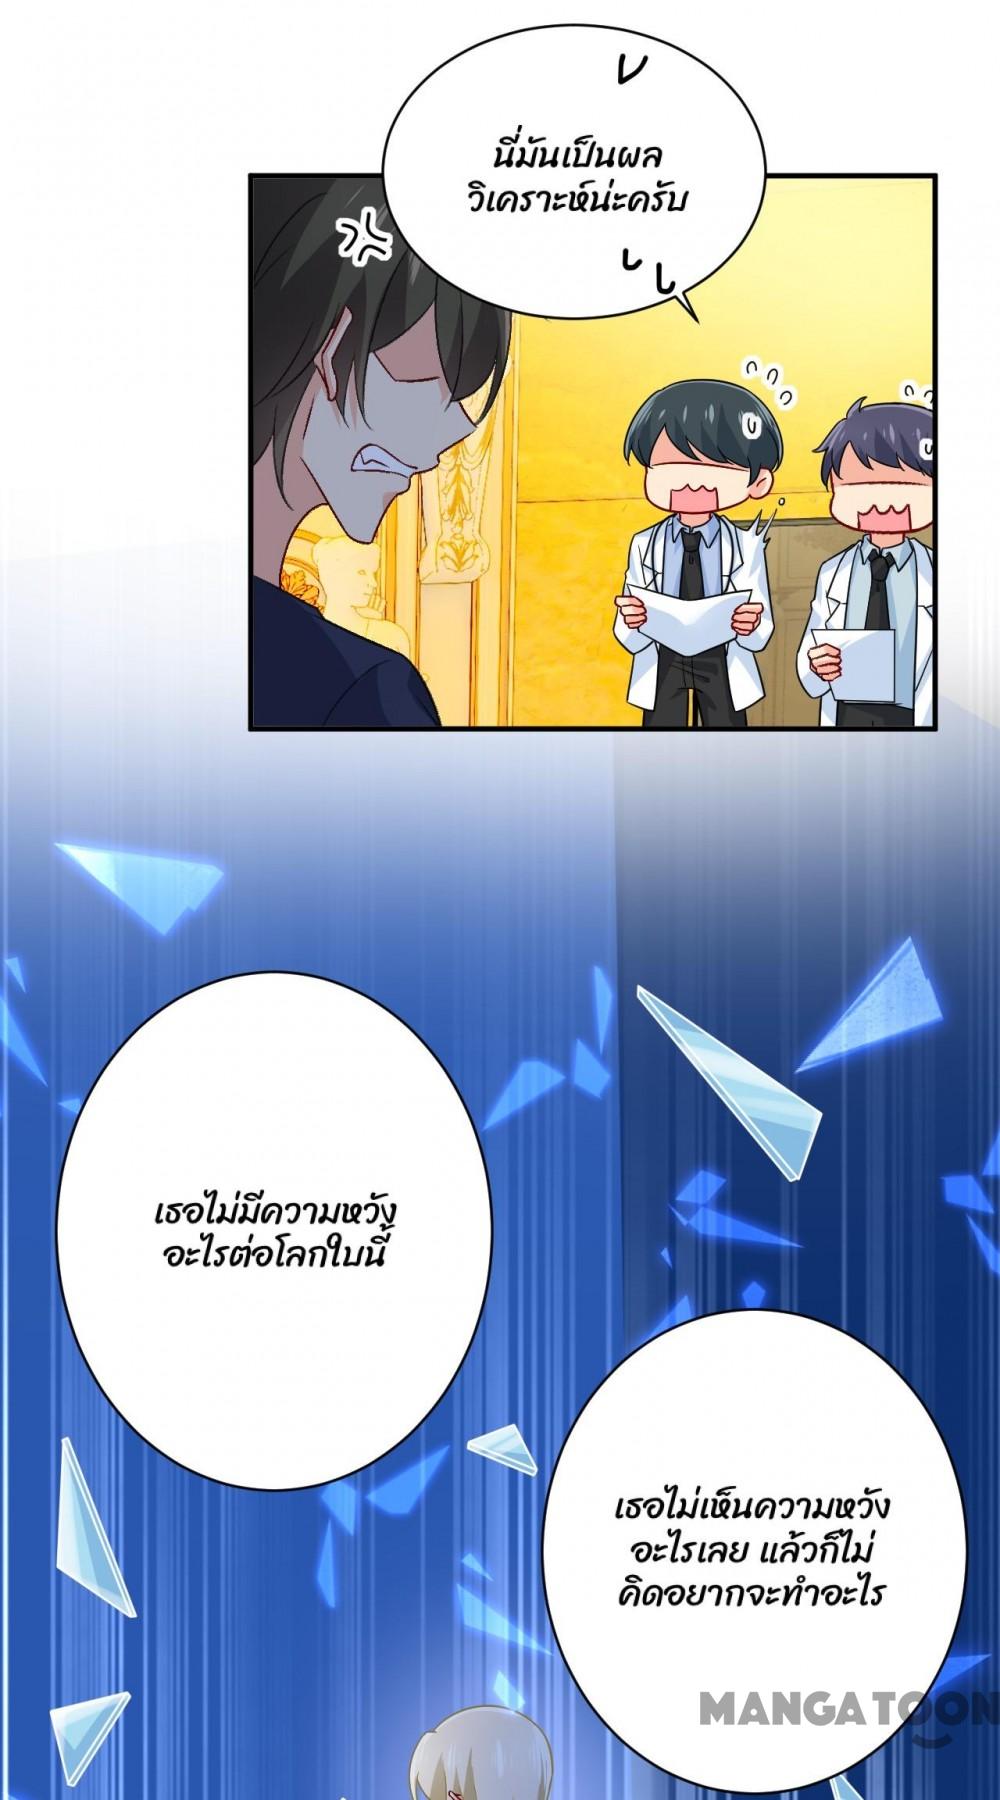 นี่มันเป็นผล
วิเคราะห์น่ะครับ
เธอไม่มีความหวัง
อะไรต่อโลกใบนี้
เธอไม่เห็นความหวัง
อะไรเลย แล้วก็ไม่
คิดอยากจะทำอะไร
MANGATOON